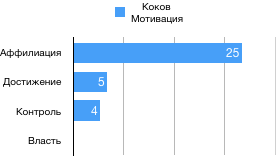 Коков
Мотивация
Аффилиация
25
Достижение
5
Контроль
4
Власть